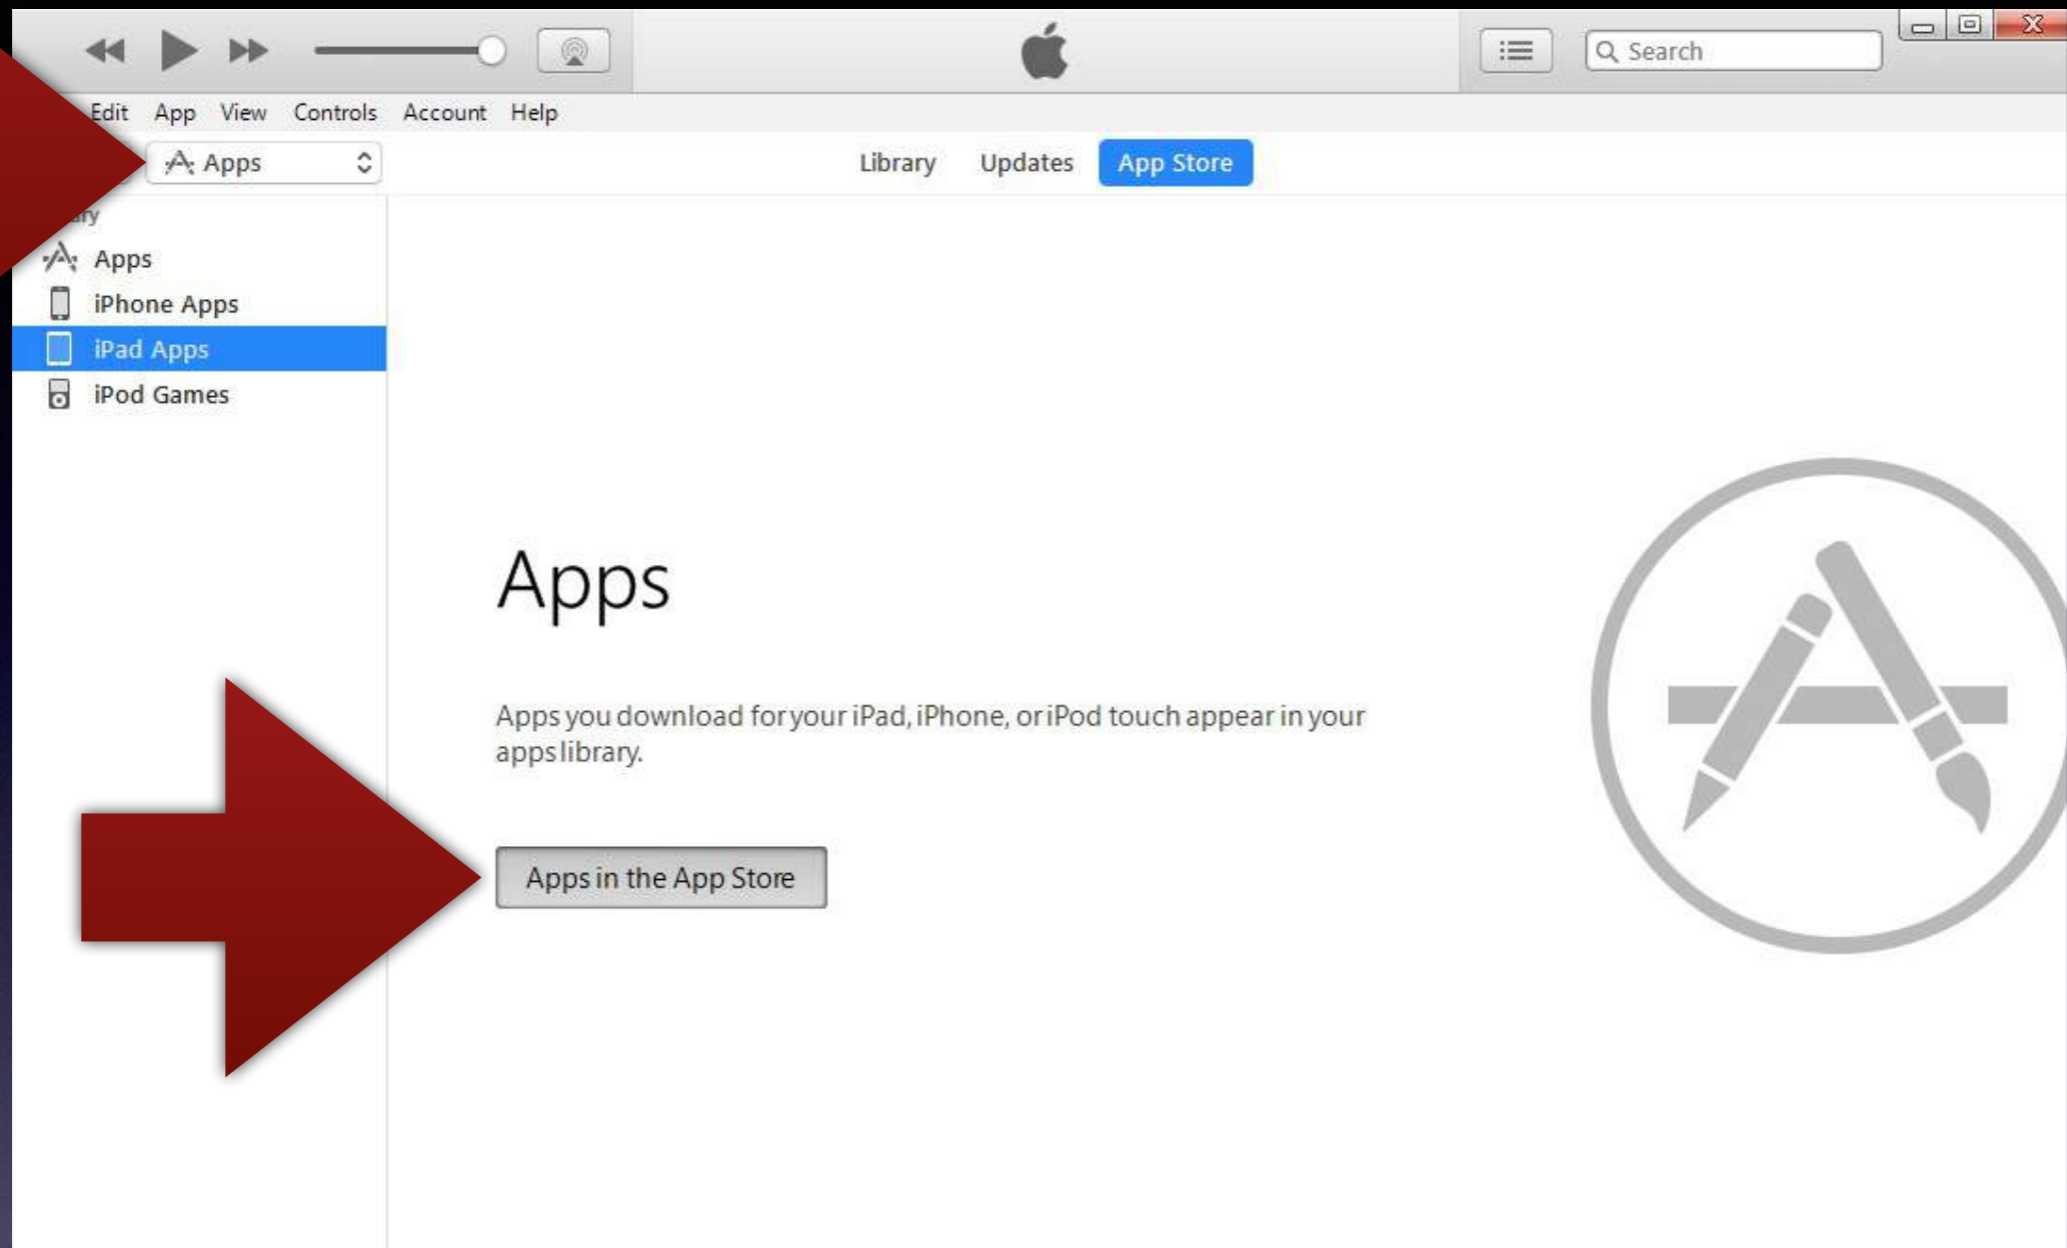 Search
Edit App View Controls Account Help
Apps
Library Updates App Store
Apps
iPhone Apps
iPad Apps
iPod Games
Apps
Apps you download for your iPad, iPhone, or iPod touch appear in your
apps library.
Apps in the App Store